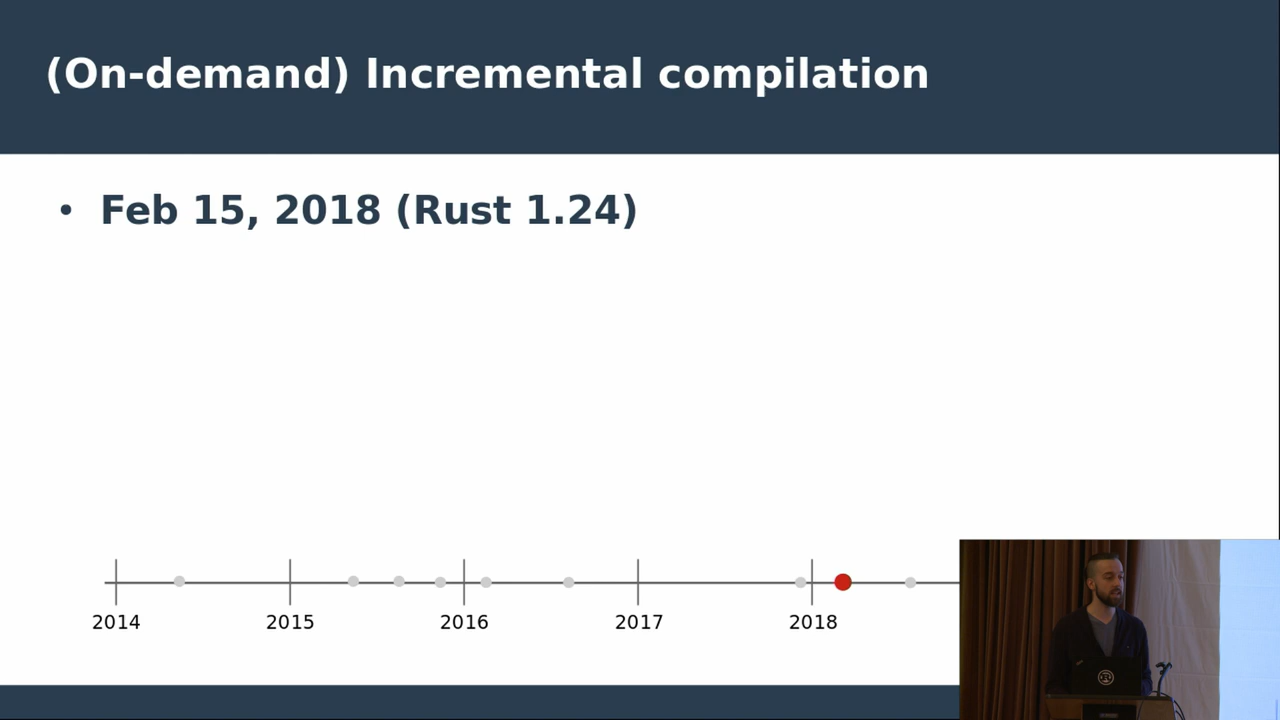 (On-demand) Incremental compilation
• Feb 15, 2018 (Rust 1.24)
2014 2015 2016 2017 2018